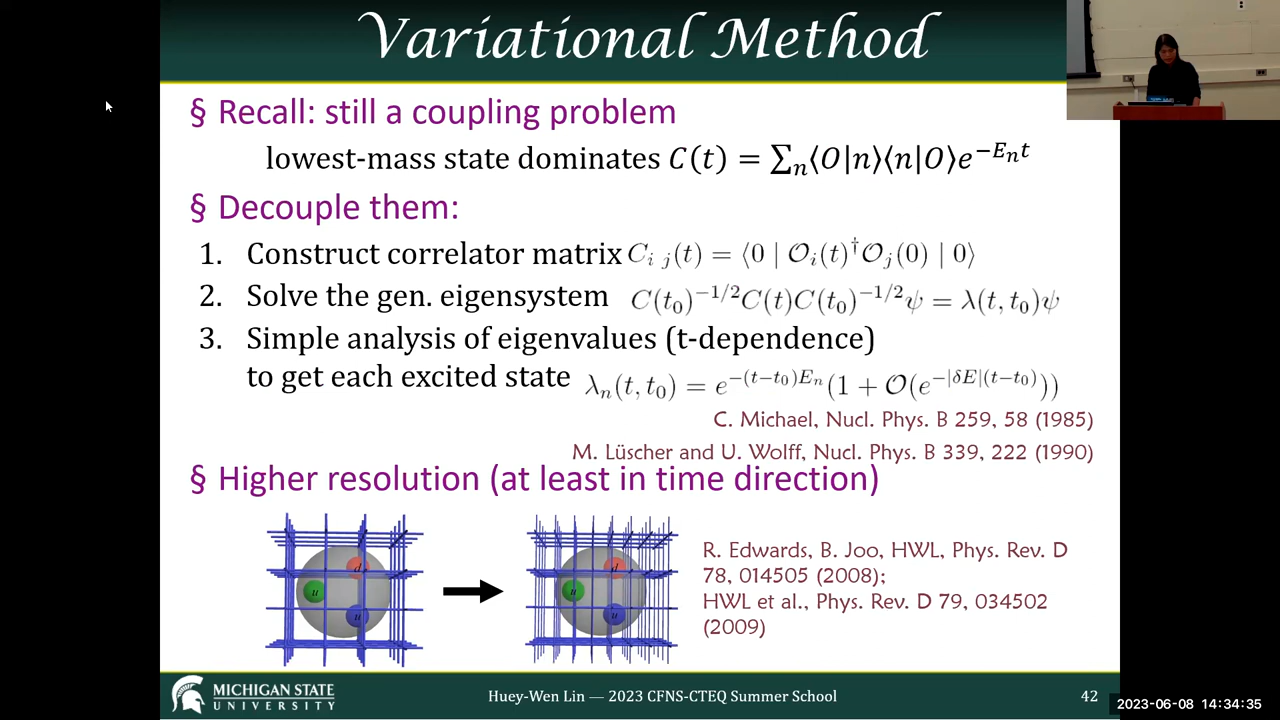 Variational Method
§ Recall: still a coupling problem
lowest-mass state dominates C(t) = ∑ₙ⟨O|n⟩⟨n|O⟩e^{−Eₙt}
§ Decouple them:
1. Construct correlator matrix C_{i j}(t) = ⟨0 | 𝒪_i(t)^†𝒪_j(0) | 0⟩
2. Solve the gen. eigensystem C(t₀)^{−1/2}C(t)C(t₀)^{−1/2}ψ = λ(t, t₀)ψ
3. Simple analysis of eigenvalues (t-dependence)
to get each excited state λₙ(t, t₀) = e^{−(t−t₀)Eₙ}(1 + 𝒪(e^{−|δE|(t−t₀)}))
C. Michael, Nucl. Phys. B 259, 58 (1985)
M. Lüscher and U. Wolff, Nucl. Phys. B 339, 222 (1990)
§ Higher resolution (at least in time direction)
d
u
u
d
u
u
R. Edwards, B. Joo, HWL, Phys. Rev. D
78, 014505 (2008);
HWL et al., Phys. Rev. D 79, 034502
(2009)
MICHIGAN STATE
UNIVERSITY
Huey-Wen Lin — 2023 CFNS-CTEQ Summer School
42
2023-06-08 14:34:35